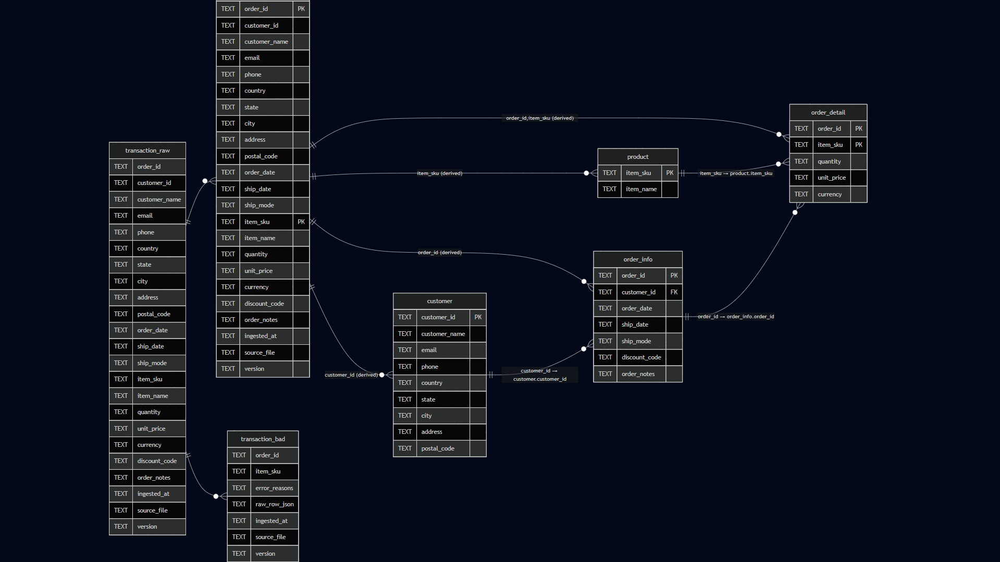 TEXT order_id PK
TEXT customer_id
TEXT customer_name
TEXT email
TEXT phone
TEXT country
TEXT state
TEXT city
TEXT address
TEXT postal_code
TEXT order_date
TEXT ship_date
TEXT ship_mode
TEXT item_sku PK
TEXT item_name
TEXT quantity
TEXT unit_price
TEXT currency
TEXT discount_code
TEXT order_notes
TEXT ingested_at
TEXT source_file
TEXT version
transaction_raw
TEXT order_id
TEXT customer_id
TEXT customer_name
TEXT email
TEXT phone
TEXT country
TEXT state
TEXT city
TEXT address
TEXT postal_code
TEXT order_date
TEXT ship_date
TEXT ship_mode
TEXT item_sku
TEXT item_name
TEXT quantity
TEXT unit_price
TEXT currency
TEXT discount_code
TEXT order_notes
TEXT ingested_at
TEXT source_file
TEXT version
transaction_bad
TEXT order_id
TEXT item_sku
TEXT error_reasons
TEXT raw_row_json
TEXT ingested_at
TEXT source_file
TEXT version
order_id,item_sku (derived)
item_sku (derived)
order_id (derived)
customer_id (derived)
customer
TEXT customer_id PK
TEXT customer_name
TEXT email
TEXT phone
TEXT country
TEXT state
TEXT city
TEXT address
TEXT postal_code
customer_id →
customer.customer_id
product
TEXT item_sku PK
TEXT item_name
item_sku → product.item_sku
order_info
TEXT order_id PK
TEXT customer_id FK
TEXT order_date
TEXT ship_date
TEXT ship_mode
TEXT discount_code
TEXT order_notes
order_id → order_info.order_id
order_detail
TEXT order_id PK
TEXT item_sku PK
TEXT quantity
TEXT unit_price
TEXT currency